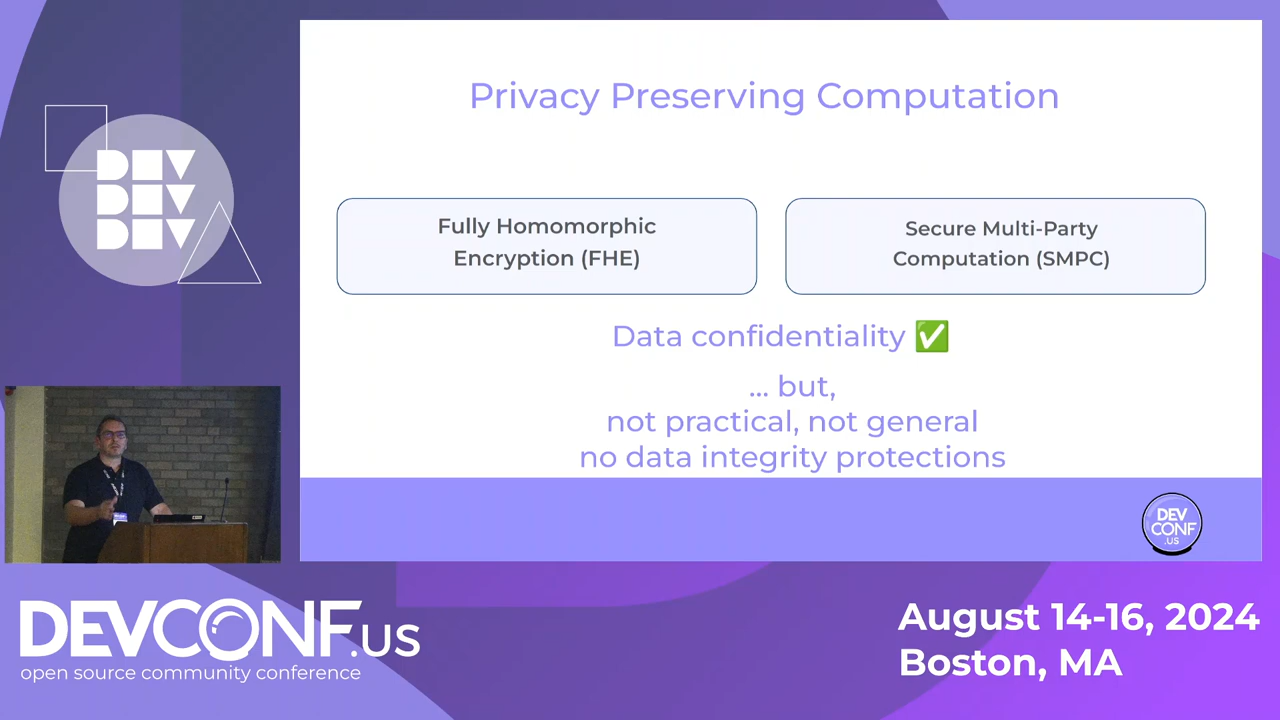 Privacy Preserving Computation
Fully Homomorphic
Encryption (FHE)
Secure Multi-Party
Computation (SMPC)
Data confidentiality ✅
... but,
not practical, not general
no data integrity protections
DEV
CONF
.US
DEV
DEV
DEV
DEVCONF.US
open source community conference
August 14-16, 2024
Boston, MA